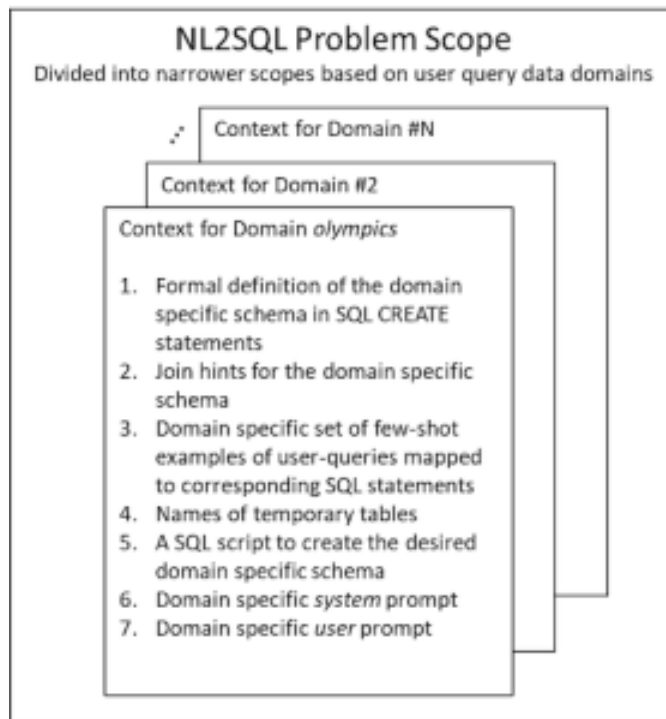 NL2SQL Problem Scope
Divided into narrower scopes based on user query data domains
Context for Domain #N
Context for Domain #2
Context for Domain olympics
1. Formal definition of the domain
specific schema in SQL CREATE
statements
2. Join hints for the domain specific
schema
3. Domain specific set of few-shot
examples of user-queries mapped
to corresponding SQL statements
4. Names of temporary tables
5. A SQL script to create the desired
domain specific schema
6. Domain specific system prompt
7. Domain specific user prompt